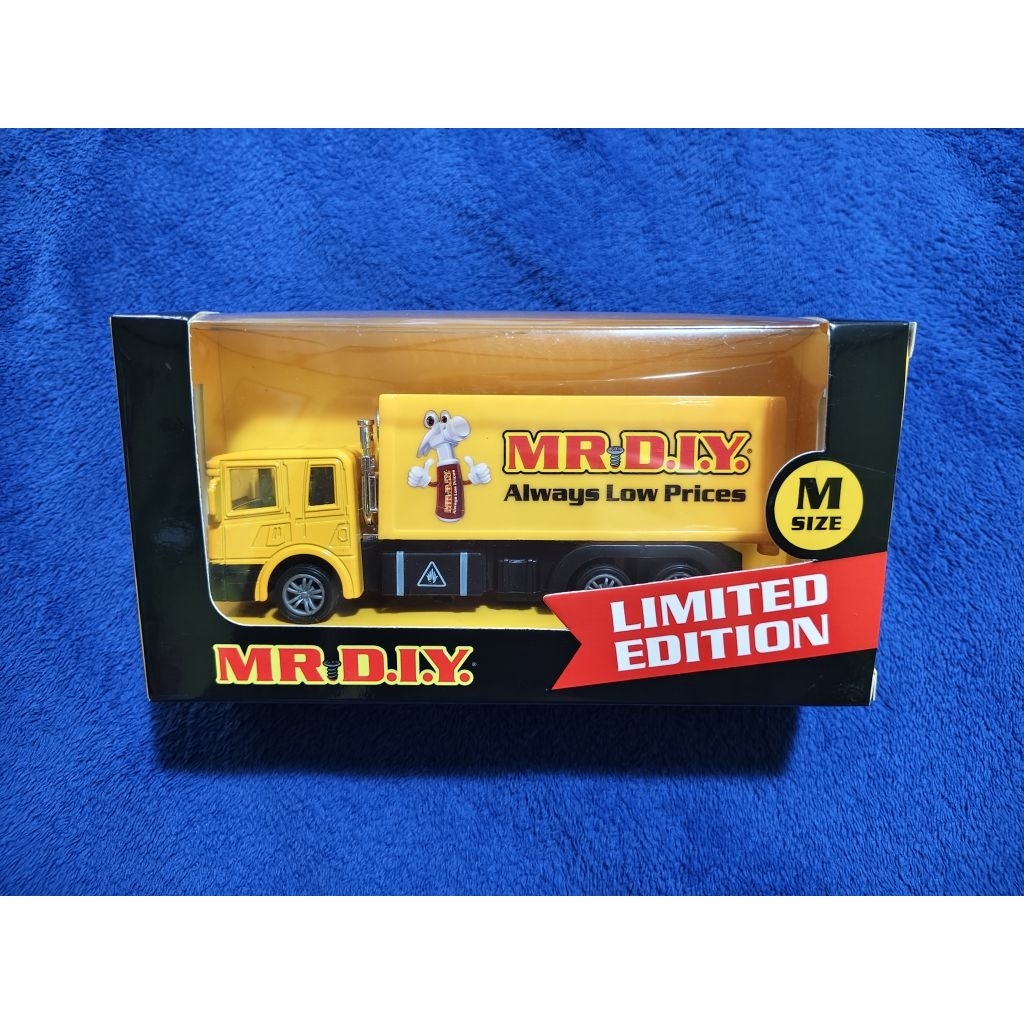 MR.D.I.Y.®
Always Low Prices
M
SIZE
LIMITED
EDITION
MR.D.I.Y.®